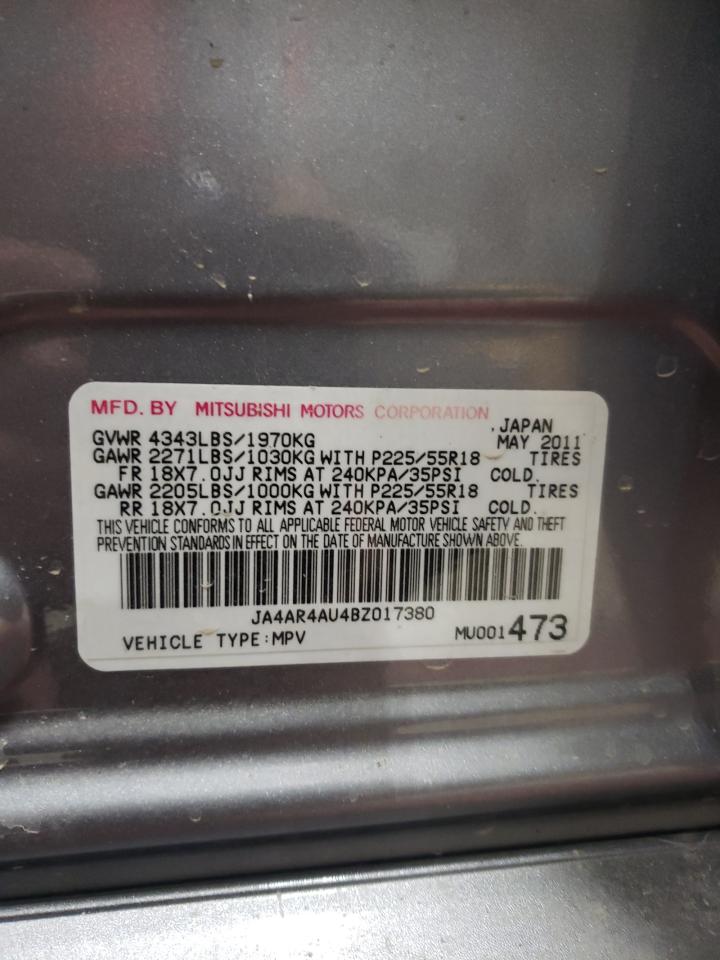 MFD. BY MITSUBISHI MOTORS CORPORATION
JAPAN
GVWR 4343LBS/1970KG MAY 2011
GAWR 2271LBS/1030KG WITH P225/55R18 TIRES
FR 18X7.0JJ RIMS AT 240KPA/35PSI COLD.
GAWR 2205LBS/1000KG WITH P225/55R18 TIRES
RR 18X7.0JJ RIMS AT 240KPA/35PSI COLD.
THIS VEHICLE CONFORMS TO ALL APPLICABLE FEDERAL MOTOR VEHICLE SAFETY AND THEFT
PREVENTION STANDARDS IN EFFECT ON THE DATE OF MANUFACTURE SHOWN ABOVE.
JA4AR4AU4BZ017380
VEHICLE TYPE:MPV MU001473